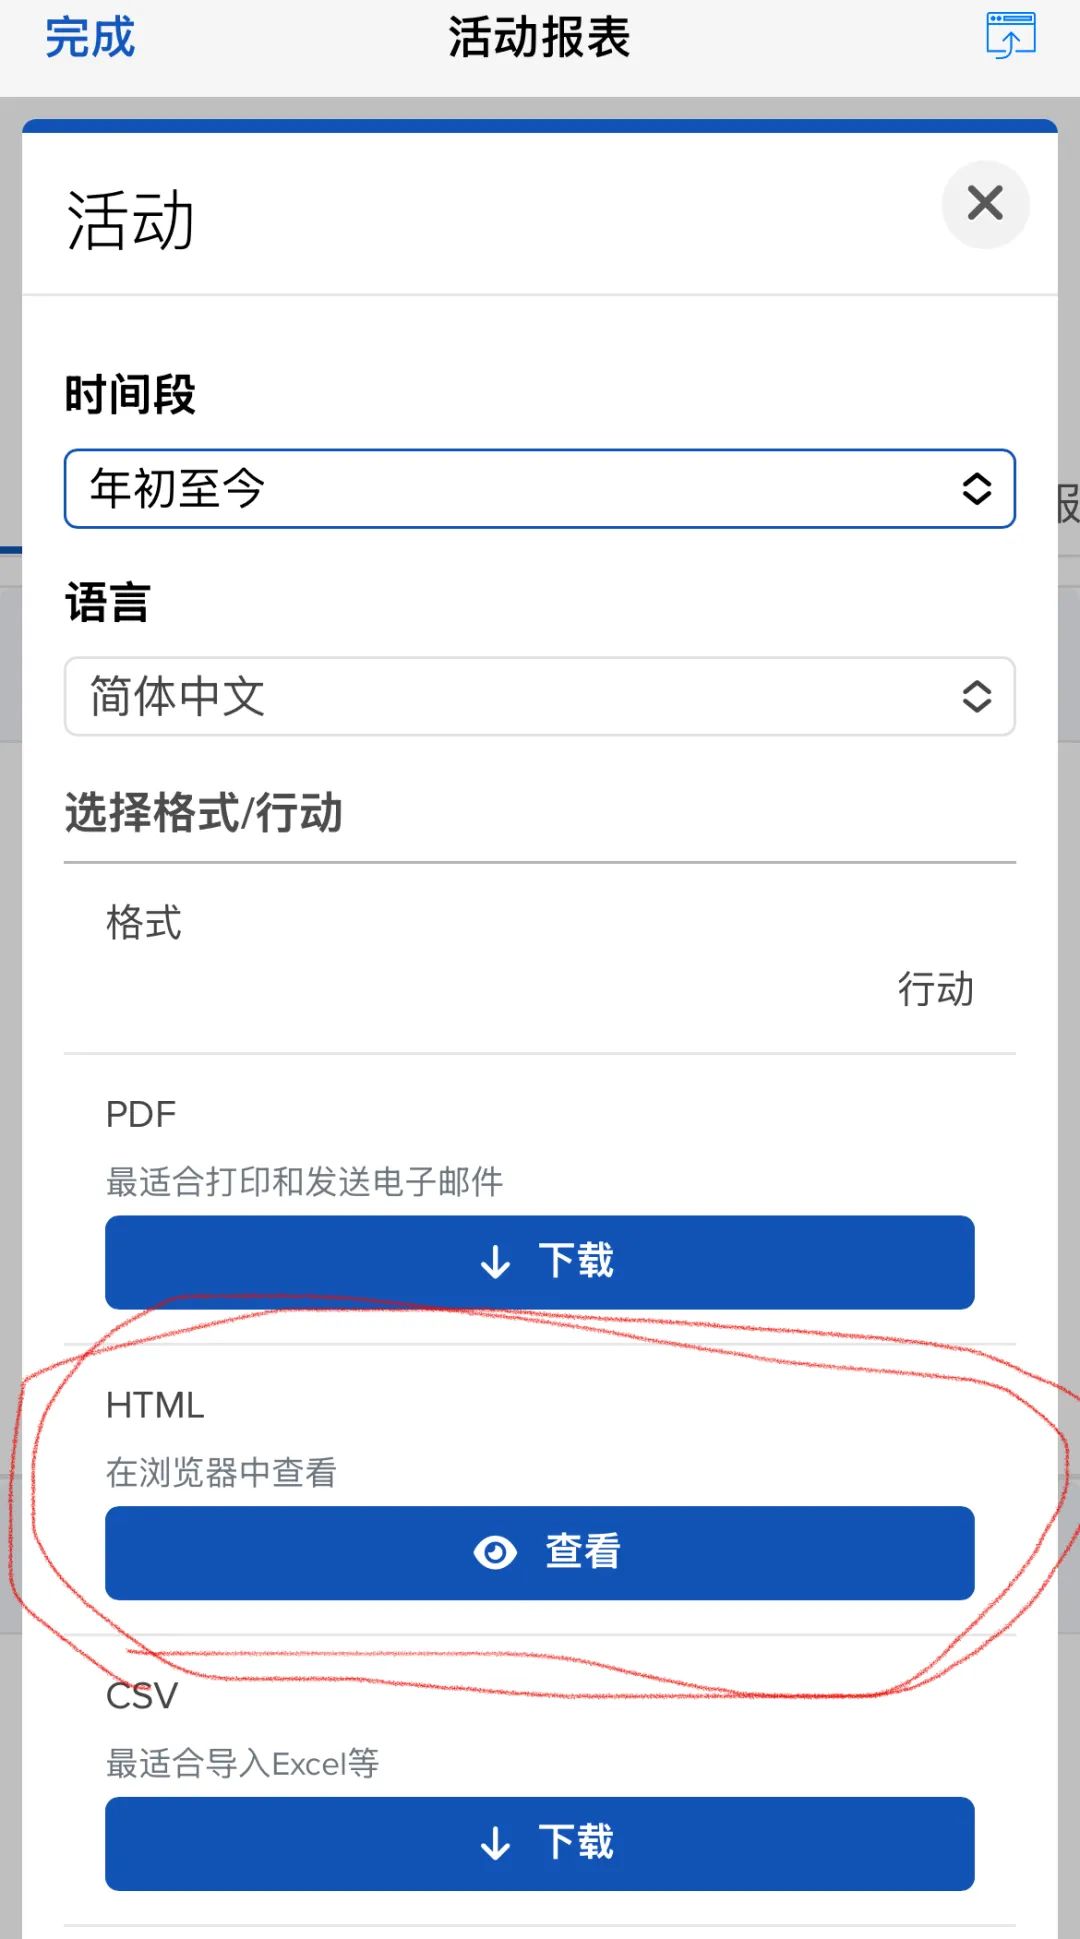 完成
活动报表
活动
时间段
年初至今
报
语言
简体中文
选择格式/行动
格式
行动
PDF
最适合打印和发送电子邮件
下载
HTML
在浏览器中查看
查看
CSV
最适合导入Excel等
下载